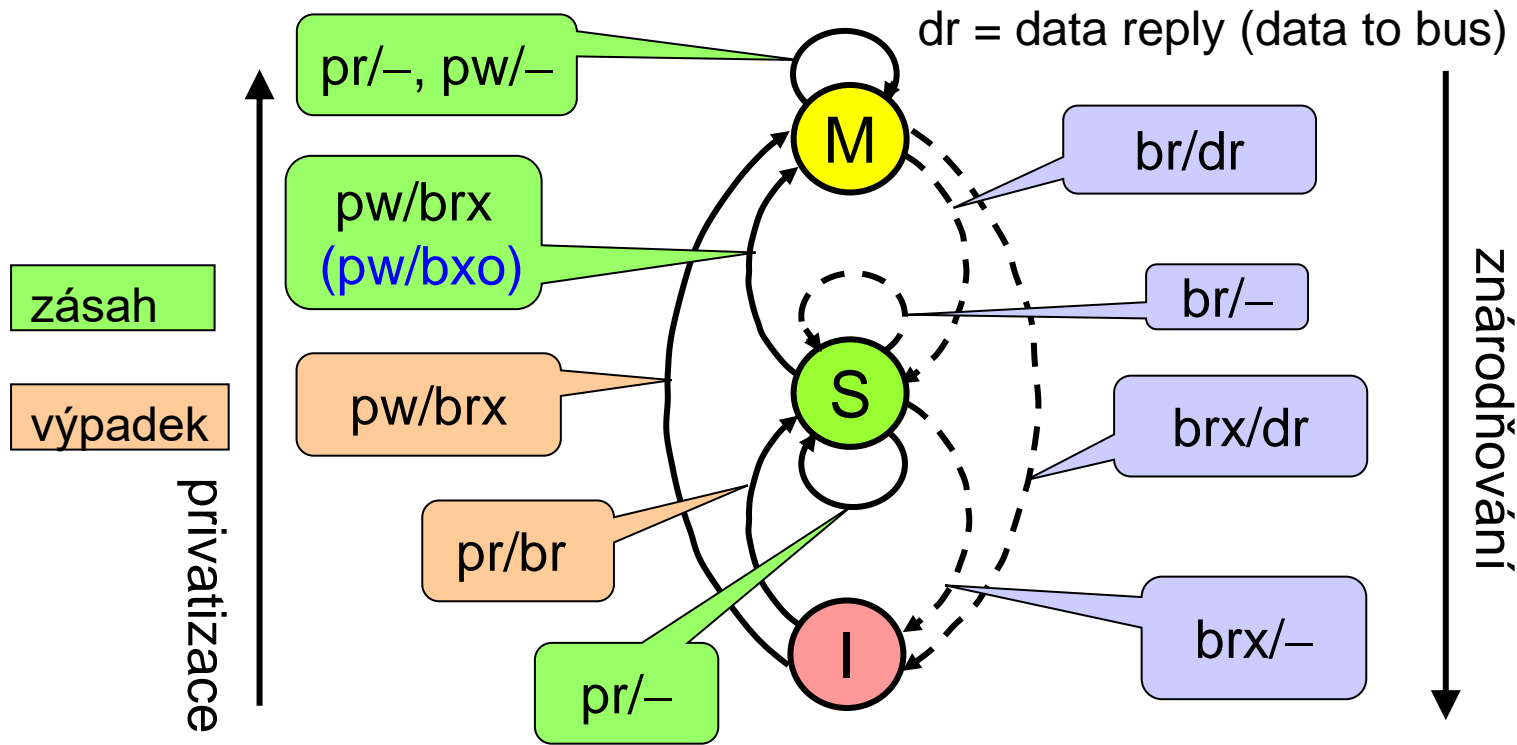 dr = data reply (data to bus)
pr/–, pw/–
M
br/dr
pw/brx
(pw/bxo)
zásah
br/–
výpadek
pw/brx
S
brx/dr
privatizace
znárodňování
pr/br
I
brx/–
pr/–